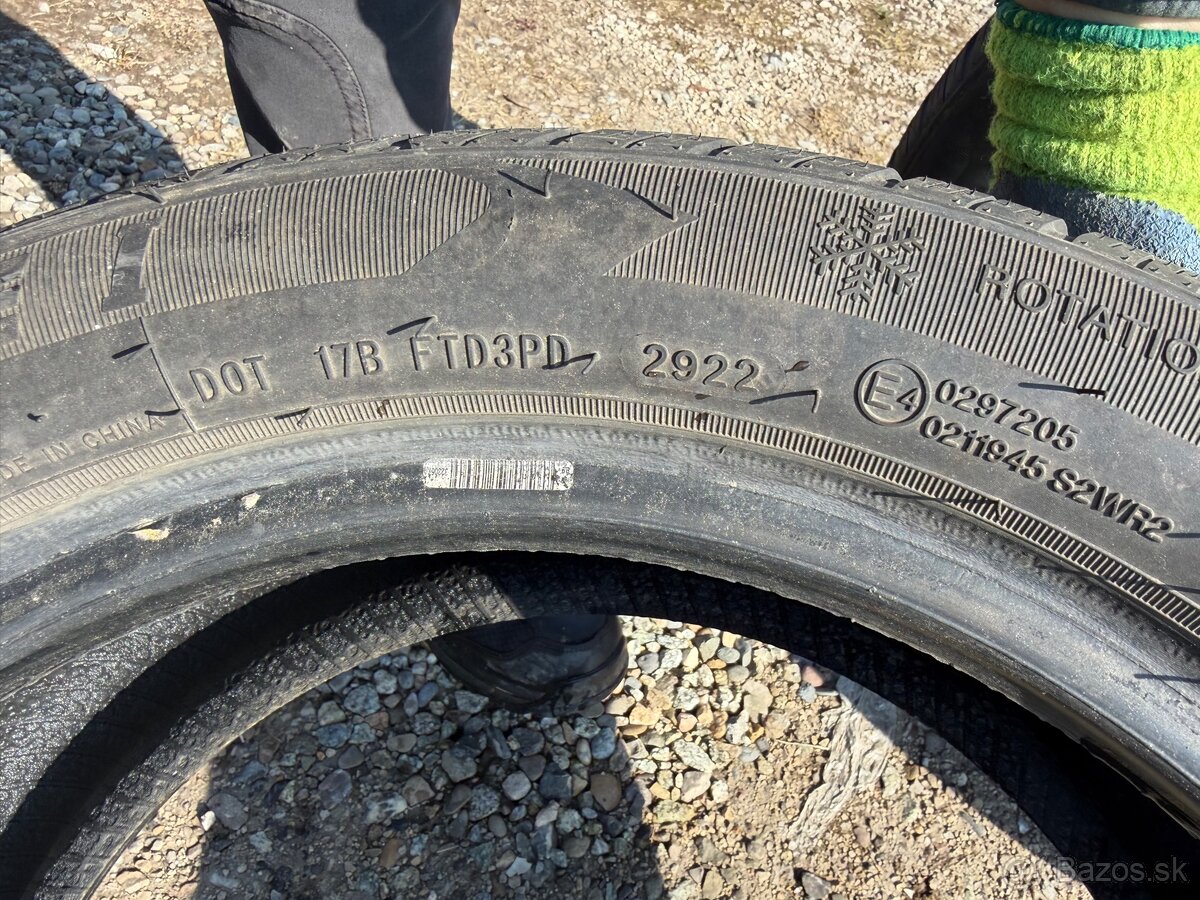 ROTATIO
DOT 17B FTD3PD 2922
E4 0297205
0211945 S2WR2
DE IN CHINA
Bazos.sk